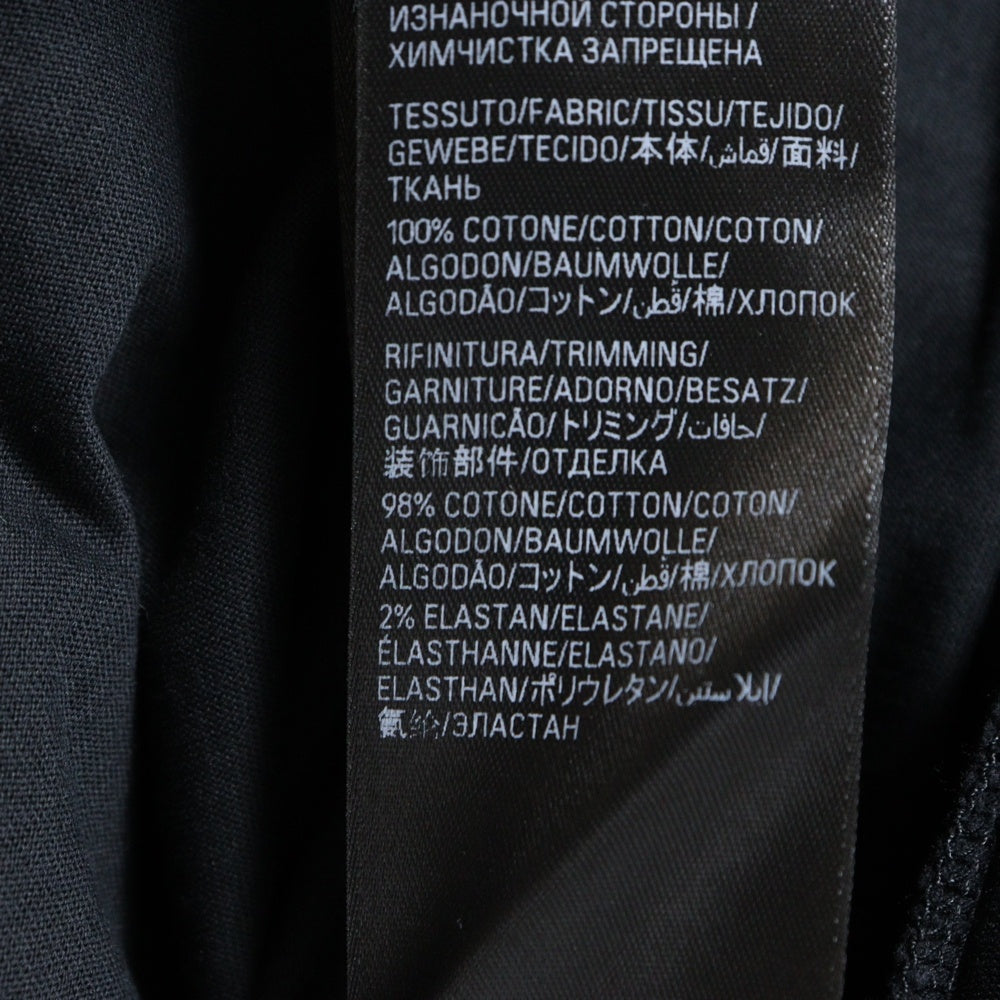 ИЗНАНОЧНОЙ СТОРОНЫ /
ХИМЧИСТКА ЗАПРЕЩЕНА
TESSUTO/FABRIC/TISSU/TEJIDO/
GEWEBE/TECIDO/本体/قماش/面料/
ТКАНЬ
100% COTONE/COTTON/COTON/
ALGODON/BAUMWOLLE/
ALGODÃO/コットン/قُطن/棉/ХЛОПОК
RIFINITURA/TRIMMING/
GARNITURE/ADORNO/BESATZ/
GUARNICÃO/トリミング/حافات/
装饰部件/ОТДЕЛКА
98% COTONE/COTTON/COTON/
ALGODON/BAUMWOLLE/
ALGODÃO/コットン/قُطن/棉/ХЛОПОК
2% ELASTAN/ELASTANE/
ÉLASTHANNE/ELASTANO/
ELASTHAN/ポリウレタン/ايلاستين/
氨纶/ЭЛАСТАН